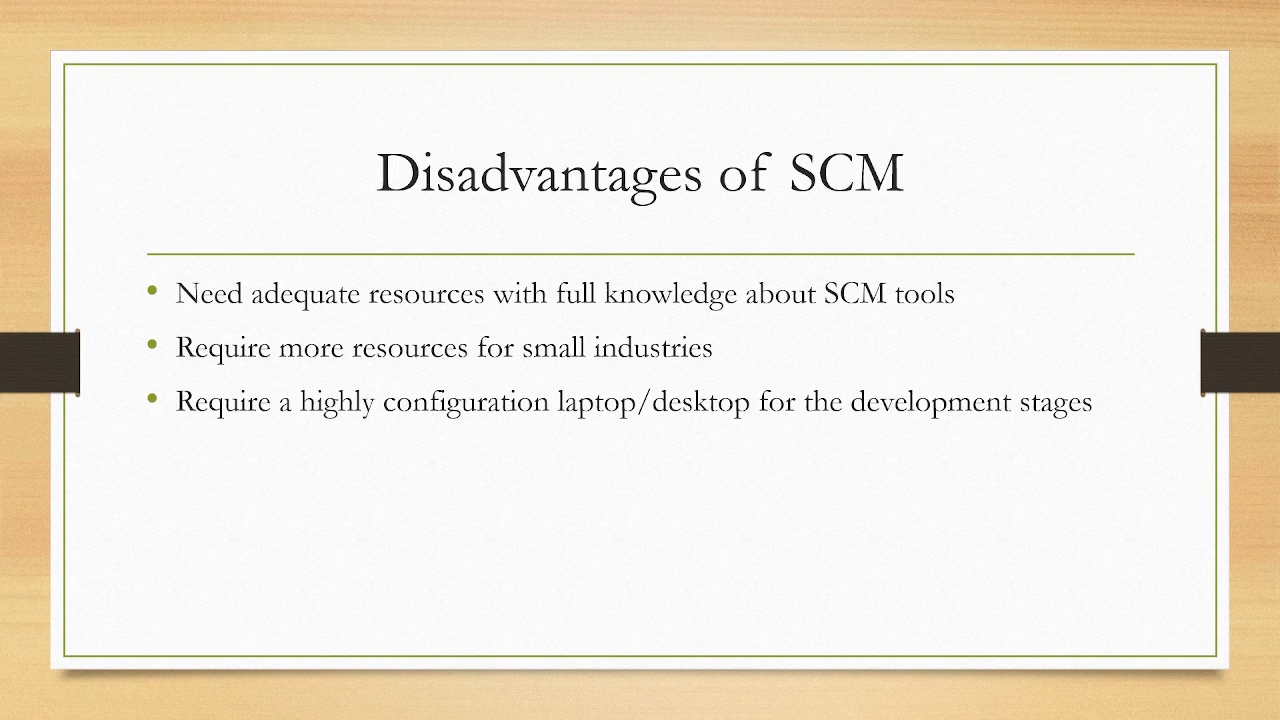 Disadvantages of SCM
• Need adequate resources with full knowledge about SCM tools
• Require more resources for small industries
• Require a highly configuration laptop/desktop for the development stages